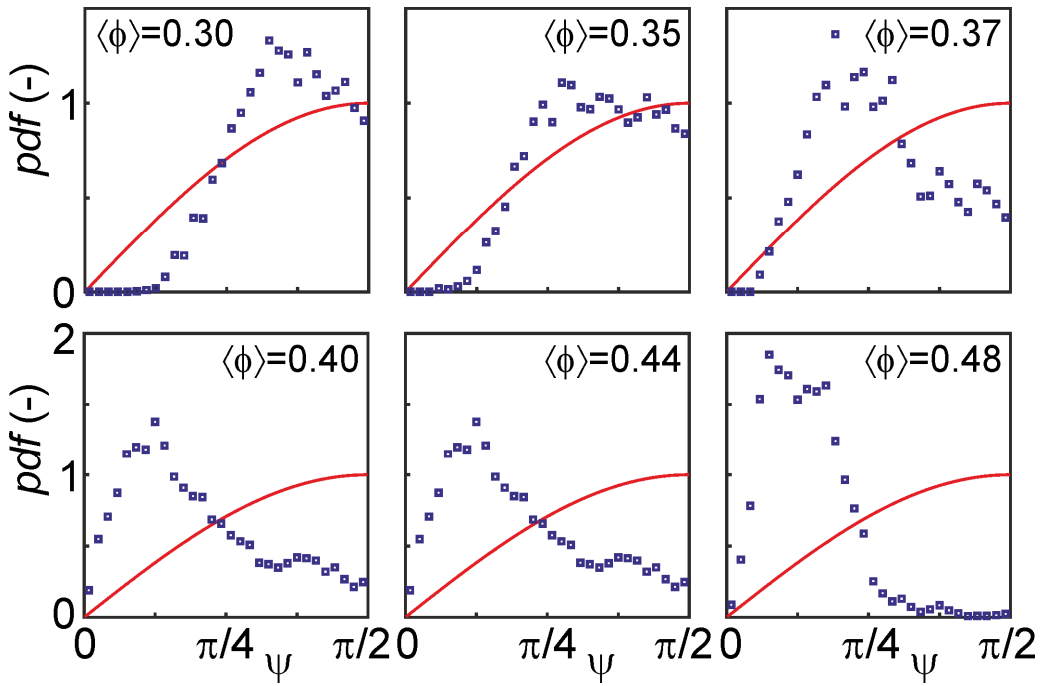 ⟨ϕ⟩=0.30
⟨ϕ⟩=0.35
⟨ϕ⟩=0.37
pdf (-)
1
0
2
⟨ϕ⟩=0.40
⟨ϕ⟩=0.44
⟨ϕ⟩=0.48
pdf (-)
1
0
0 π/4 ψ π/2
0 π/4 ψ π/2
0 π/4 ψ π/2